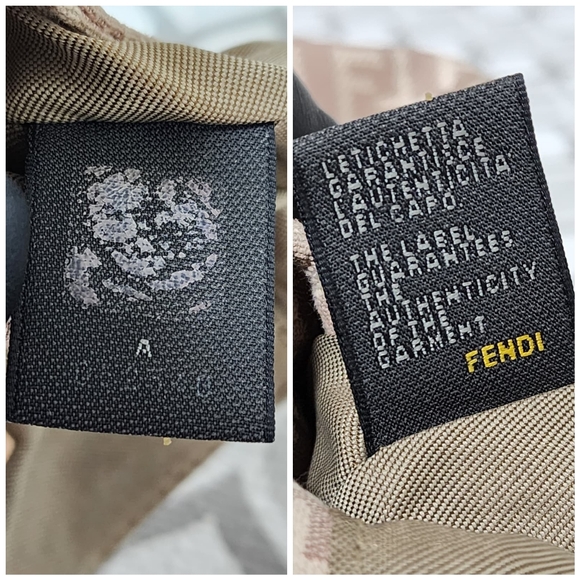 A
L'ETICHETTA
GARANTISCE
L'AUTENTICITA
DEL CAPO
THE LABEL
GUARANTEES
THE
AUTHENTICITY
OF THE
GARMENT
FENDI